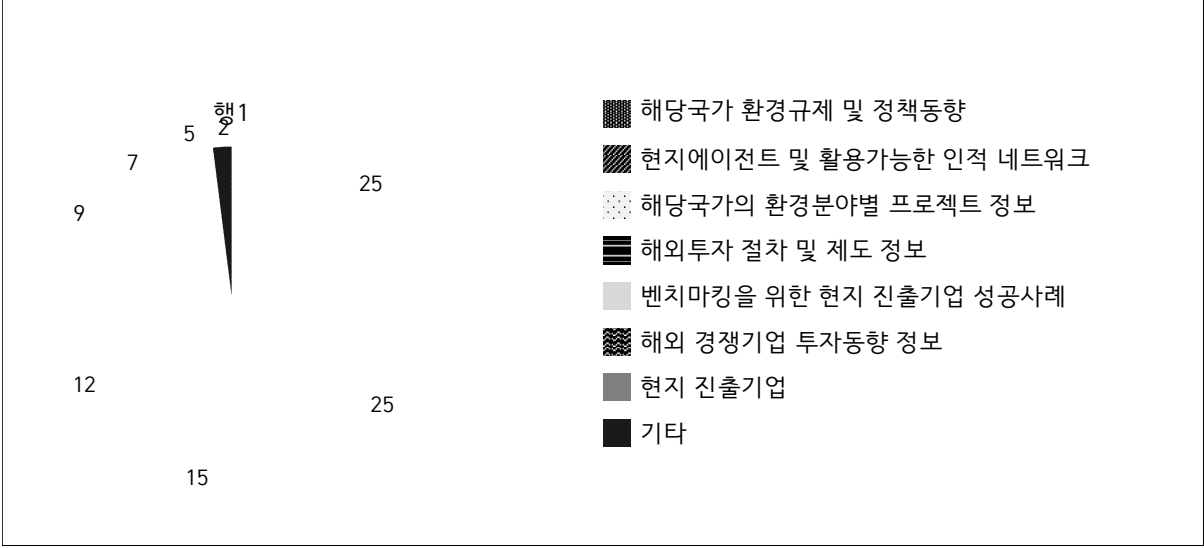 행1
2
5
7
9
12
15
25
25
해당국가 환경규제 및 정책동향
현지에이전트 및 활용가능한 인적 네트워크
해당국가의 환경분야별 프로젝트 정보
해외투자 절차 및 제도 정보
벤치마킹을 위한 현지 진출기업 성공사례
해외 경쟁기업 투자동향 정보
현지 진출기업
기타